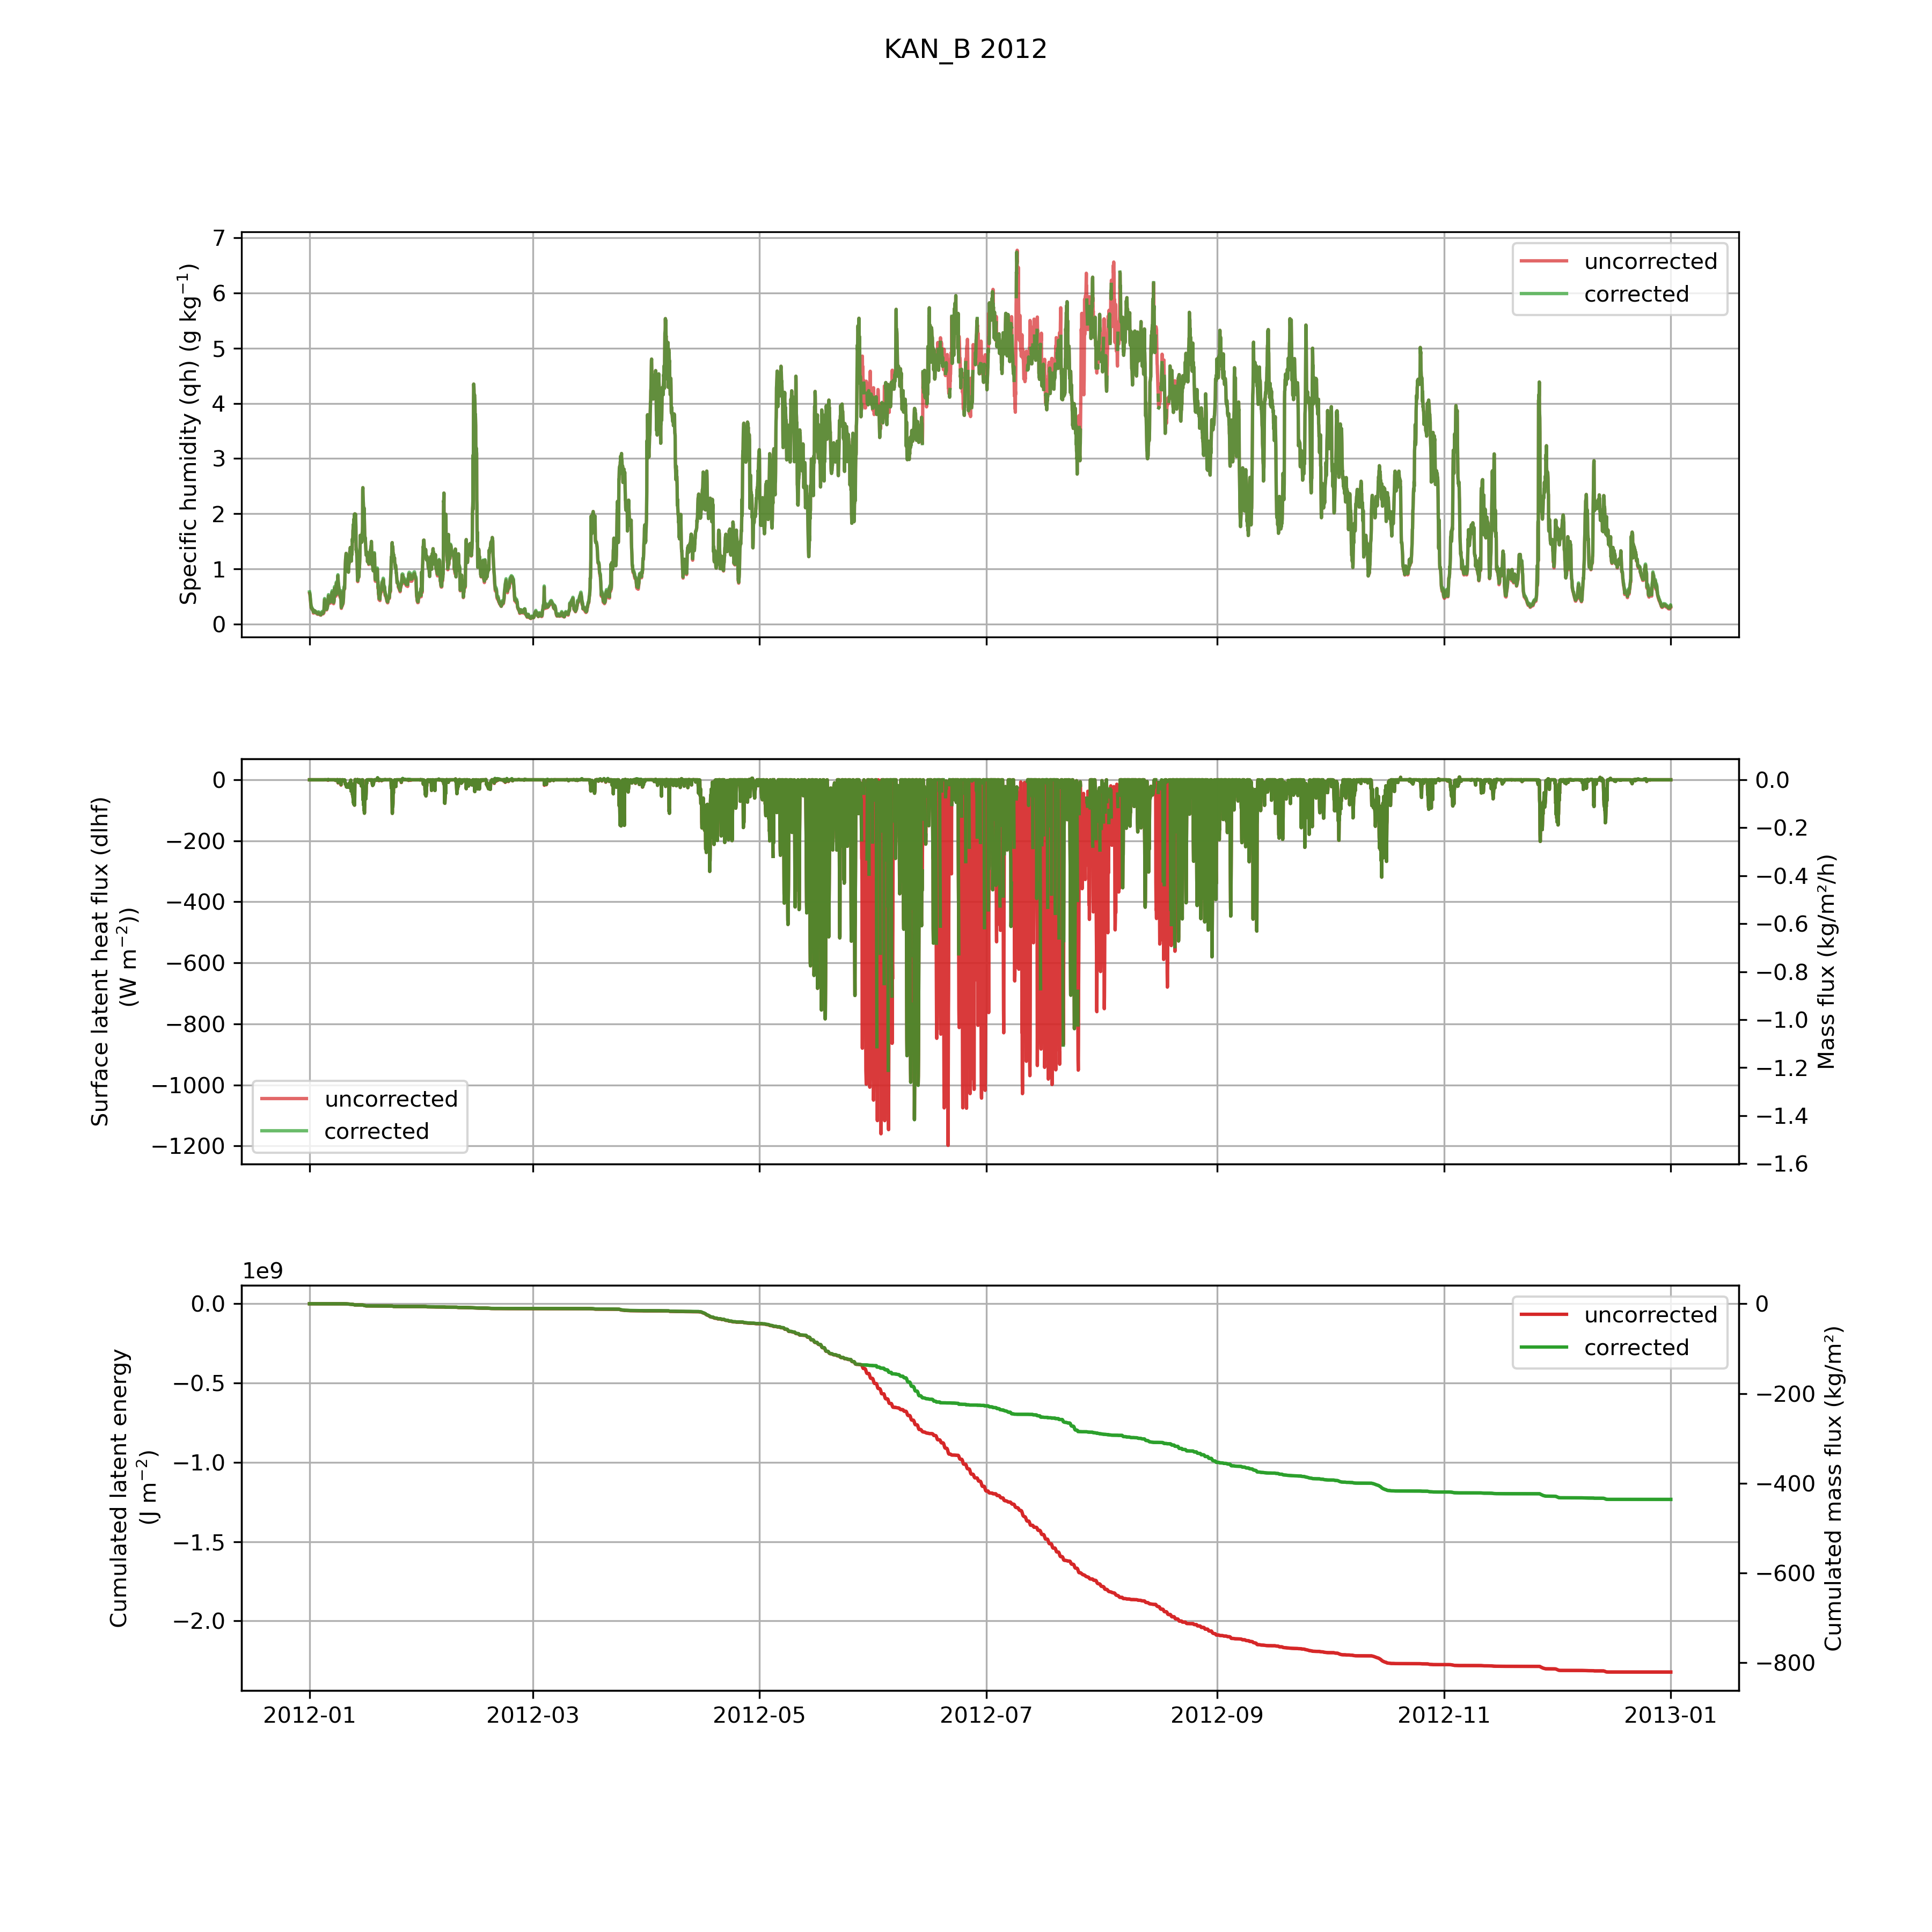 KAN_B 2012
Specific humidity (qh) (g kg⁻¹)
7
6
5
4
3
2
1
0
uncorrected
corrected
Surface latent heat flux (dlhf)
(W m⁻²))
0
−200
−400
−600
−800
−1000
−1200
uncorrected
corrected
0.0
−0.2
−0.4
−0.6
−0.8
−1.0
−1.2
−1.4
−1.6
Mass flux (kg/m²/h)
1e9
Cumulated latent energy
(J m⁻²)
0.0
−0.5
−1.0
−1.5
−2.0
uncorrected
corrected
0
−200
−400
−600
−800
Cumulated mass flux (kg/m²)
2012-01 2012-03 2012-05 2012-07 2012-09 2012-11 2013-01